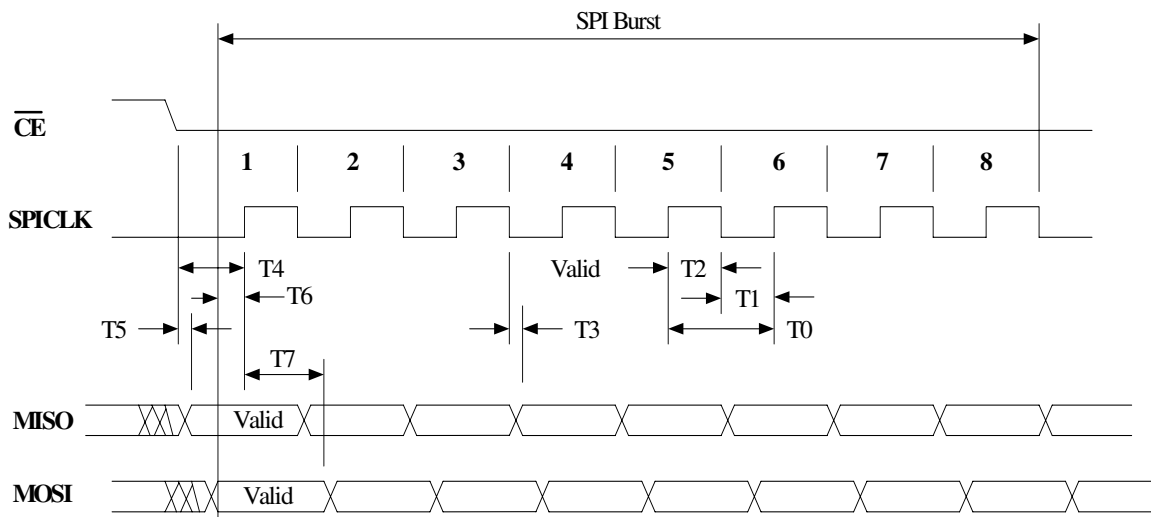 SPI Burst
CE
1 2 3 4 5 6 7 8
SPICLK
T4 Valid T2
T6 T1
T5 T3 T0
T7
MISO Valid
MOSI Valid